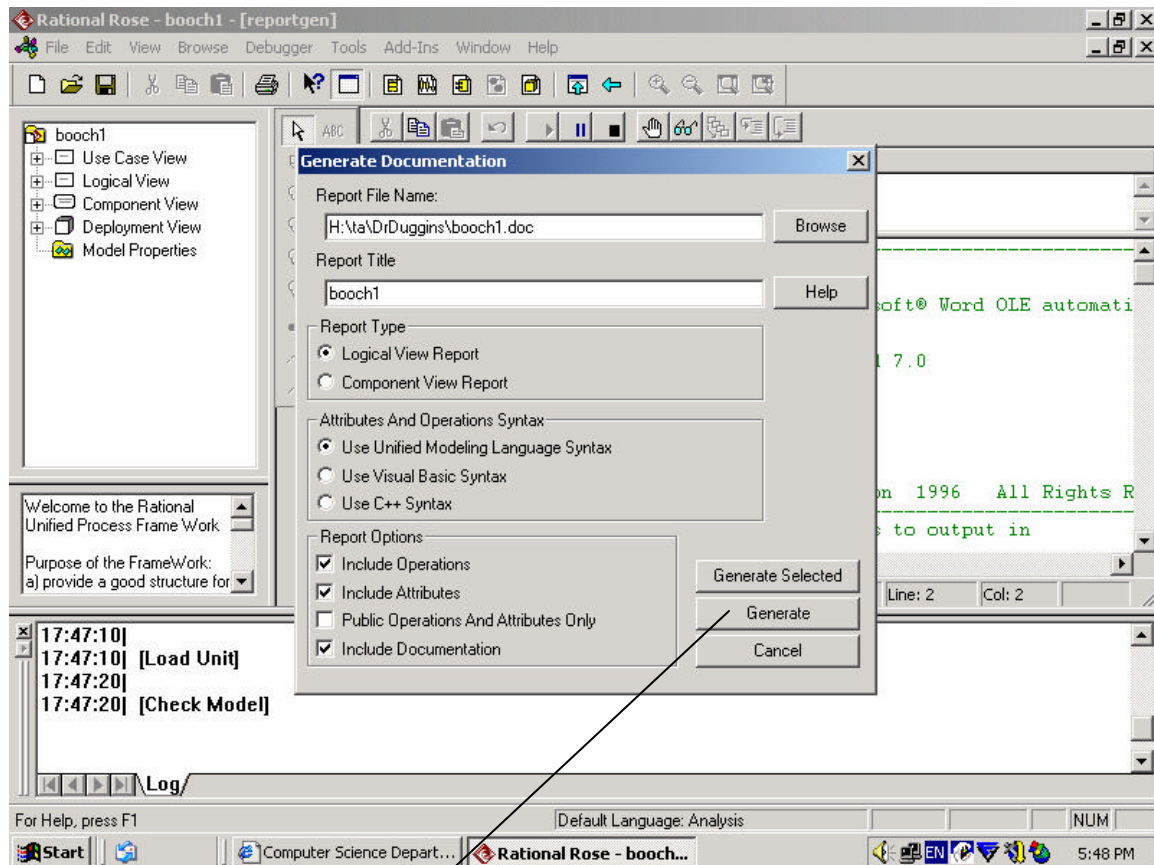 Rational Rose - booch1 - [reportgen]
File Edit View Browse Debugger Tools Add-Ins Window Help
ABC
booch1
Use Case View
Logical View
Component View
Deployment View
Model Properties
Generate Documentation
Report File Name:
H:\ta\DrDuggins\booch1.doc
Browse
Report Title
booch1
Help
Report Type
Logical View Report
Component View Report
Attributes And Operations Syntax
Use Unified Modeling Language Syntax
Use Visual Basic Syntax
Use C++ Syntax
Report Options
Include Operations
Include Attributes
Public Operations And Attributes Only
Include Documentation
Generate Selected
Generate
Cancel
soft® Word OLE automati
7.0
1996 All Rights R
to output in
Line: 2 Col: 2
Welcome to the Rational
Unified Process Frame Work
Purpose of the FrameWork:
a) provide a good structure for
17:47:10|
17:47:10| [Load Unit]
17:47:20|
17:47:20| [Check Model]
Log
For Help, press F1
Default Language: Analysis
NUM
Start
Computer Science Depart...
Rational Rose - booch...
EN
5:48 PM